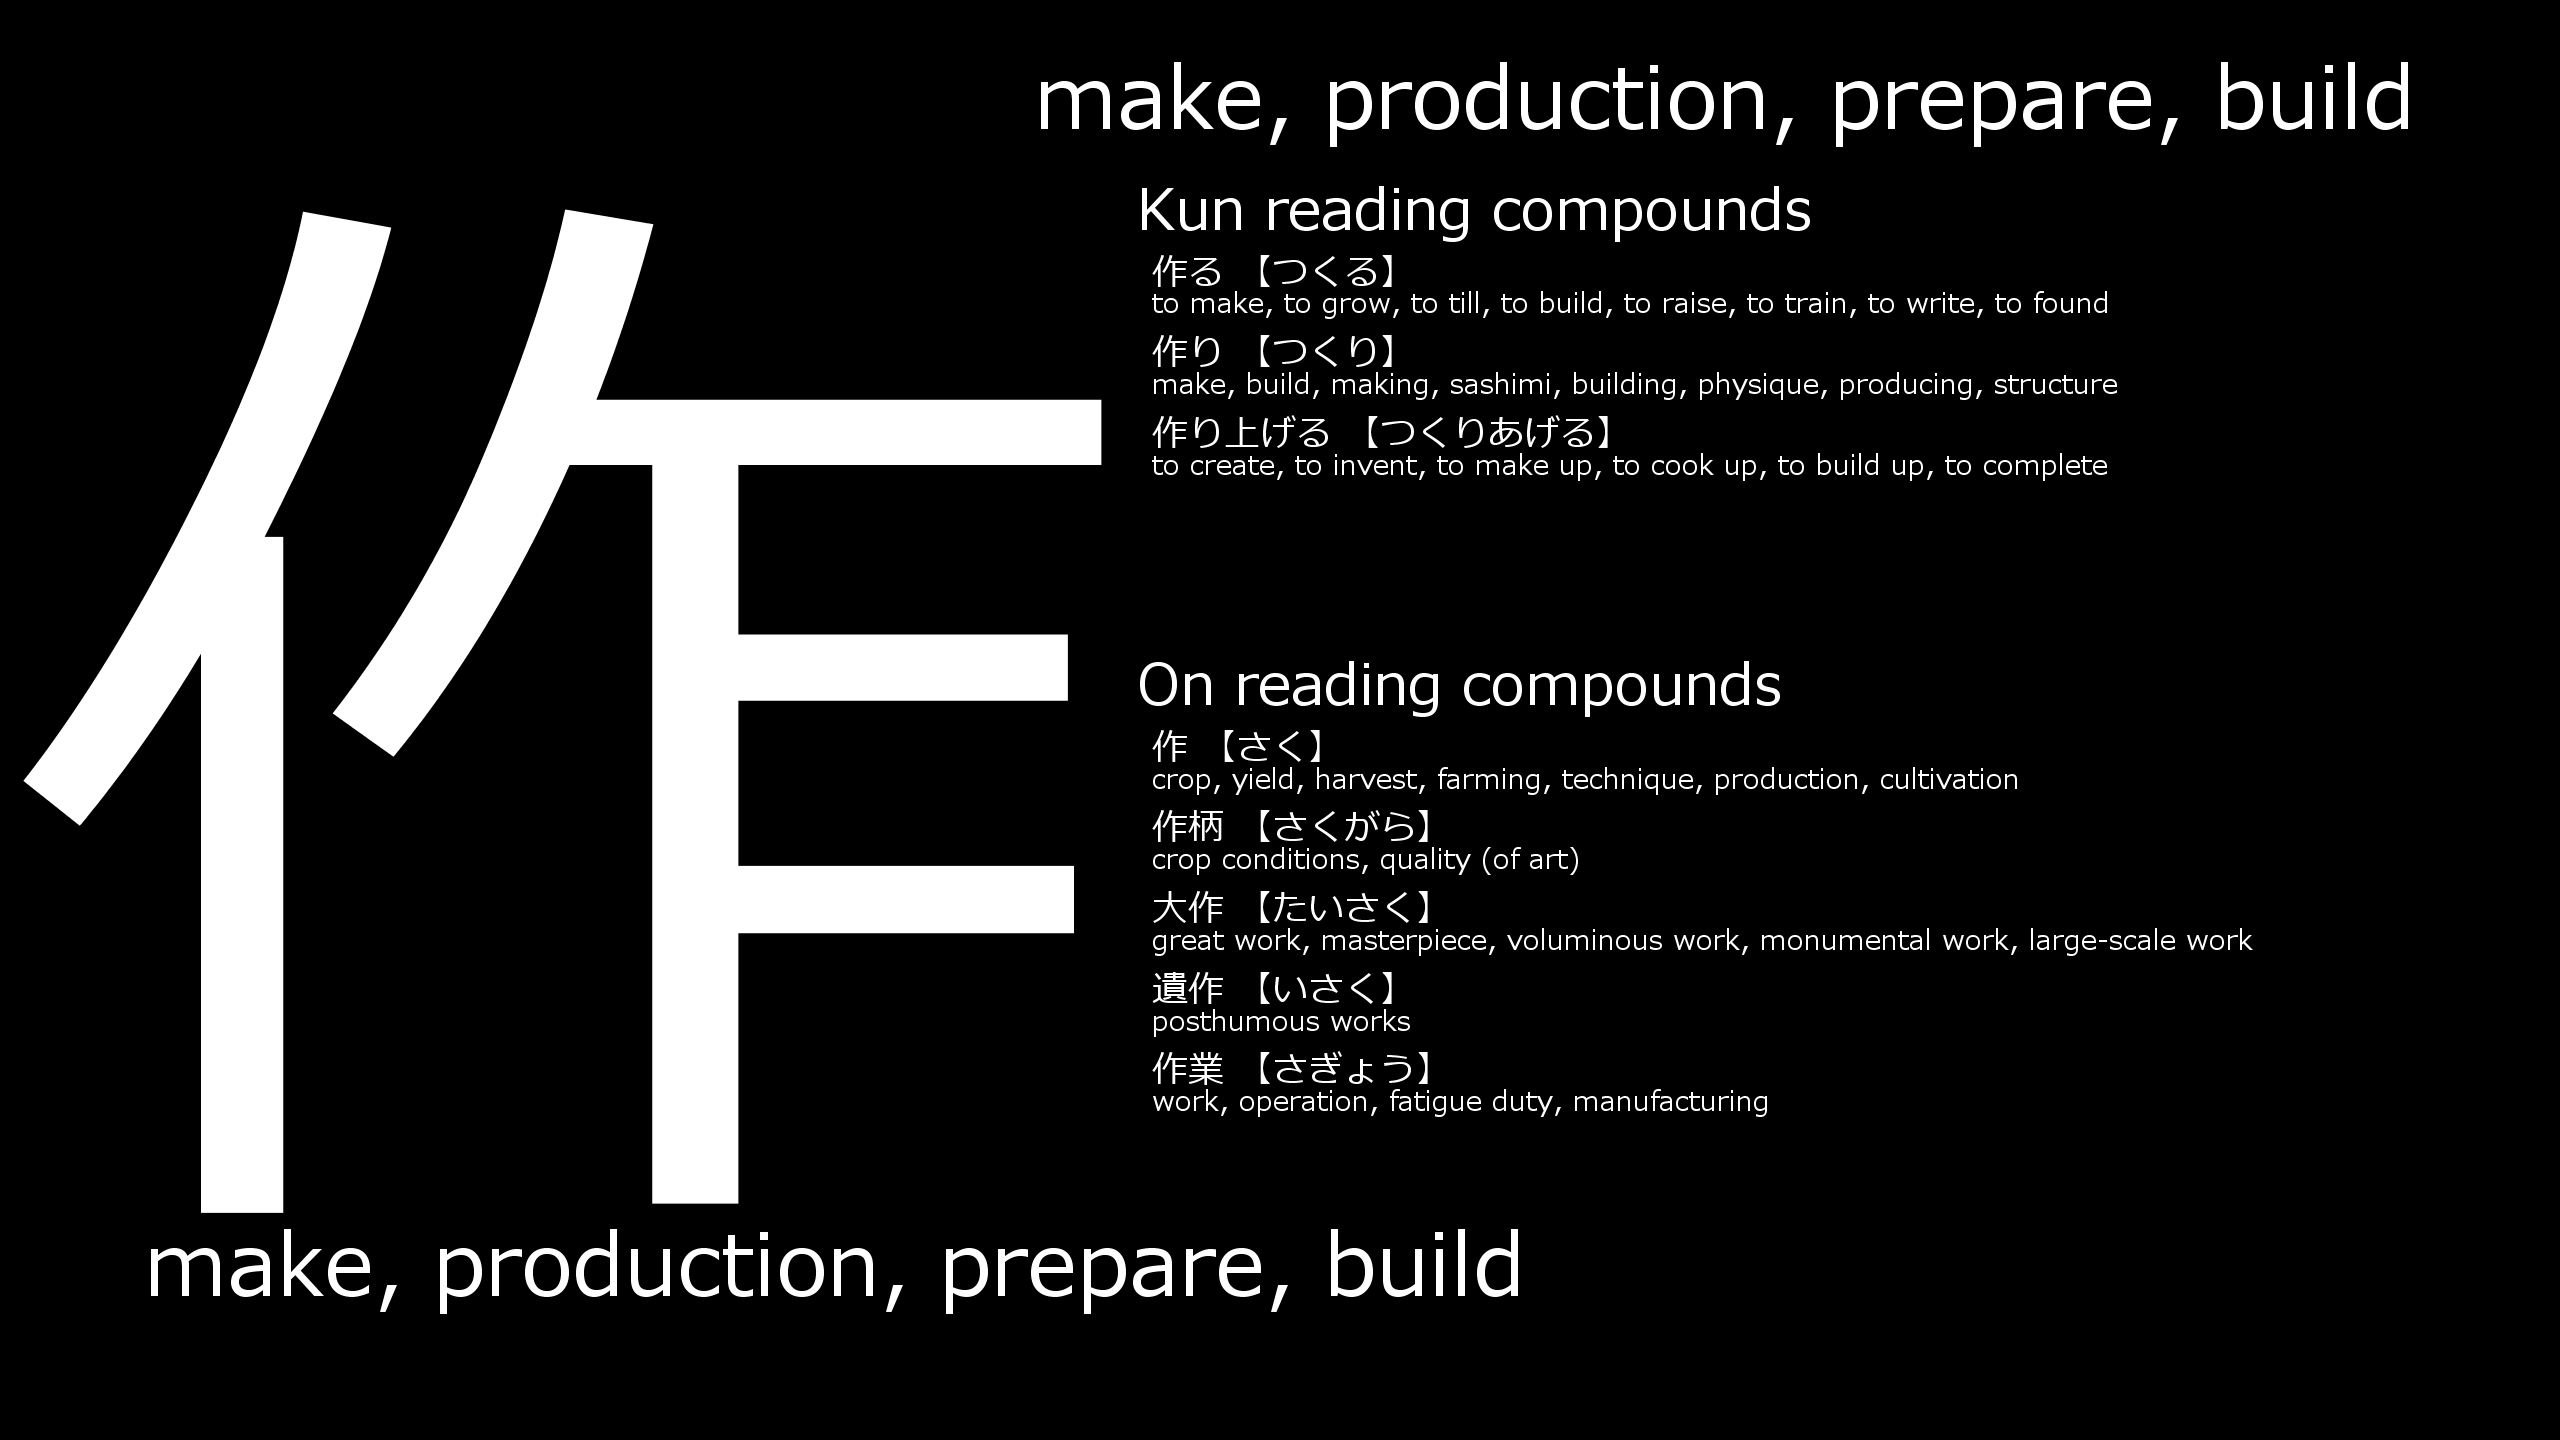 make, production, prepare, build
作
Kun reading compounds
作る 【つくる】
to make, to grow, to till, to build, to raise, to train, to write, to found
作り 【つくり】
make, build, making, sashimi, building, physique, producing, structure
作り上げる 【つくりあげる】
to create, to invent, to make up, to cook up, to build up, to complete
On reading compounds
作 【さく】
crop, yield, harvest, farming, technique, production, cultivation
作柄 【さくがら】
crop conditions, quality (of art)
大作 【たいさく】
great work, masterpiece, voluminous work, monumental work, large-scale work
遺作 【いさく】
posthumous works
作業 【さぎょう】
work, operation, fatigue duty, manufacturing
make, production, prepare, build